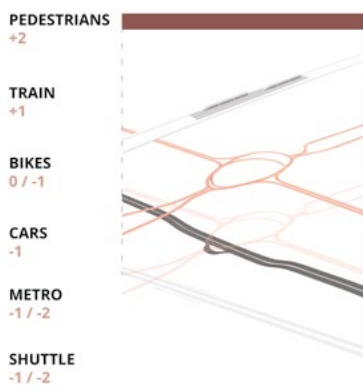 PEDESTRIANS
+2
TRAIN
+1
BIKES
0 / -1
CARS
-1
METRO
-1 / -2
SHUTTLE
-1 / -2